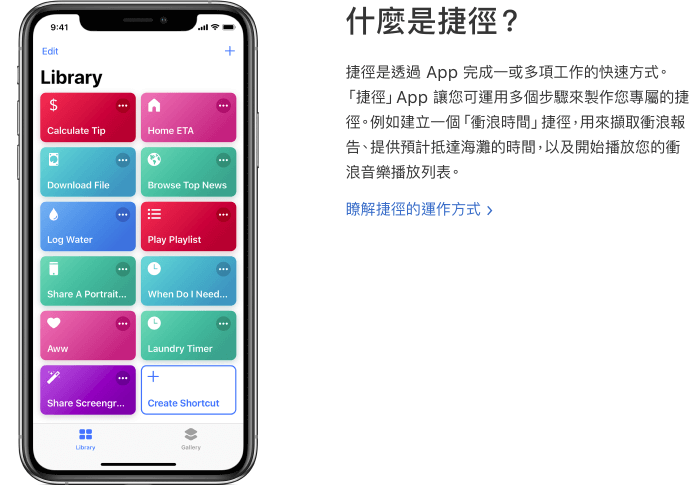 9:41
Edit
+
Library
Calculate Tip
Home ETA
Download File
Browse Top News
Log Water
Play Playlist
Share A Portrait...
When Do I Need...
Aww
Laundry Timer
Share Screengr...
Create Shortcut
Library
Gallery
什麼是捷徑？
捷徑是透過 App 完成一或多項工作的快速方式。
「捷徑」App 讓您可運用多個步驟來製作您專屬的捷
徑。例如建立一個「衝浪時間」捷徑，用來擷取衝浪報
告、提供預計抵達海灘的時間，以及開始播放您的衝
浪音樂播放列表。
瞭解捷徑的運作方式 ›